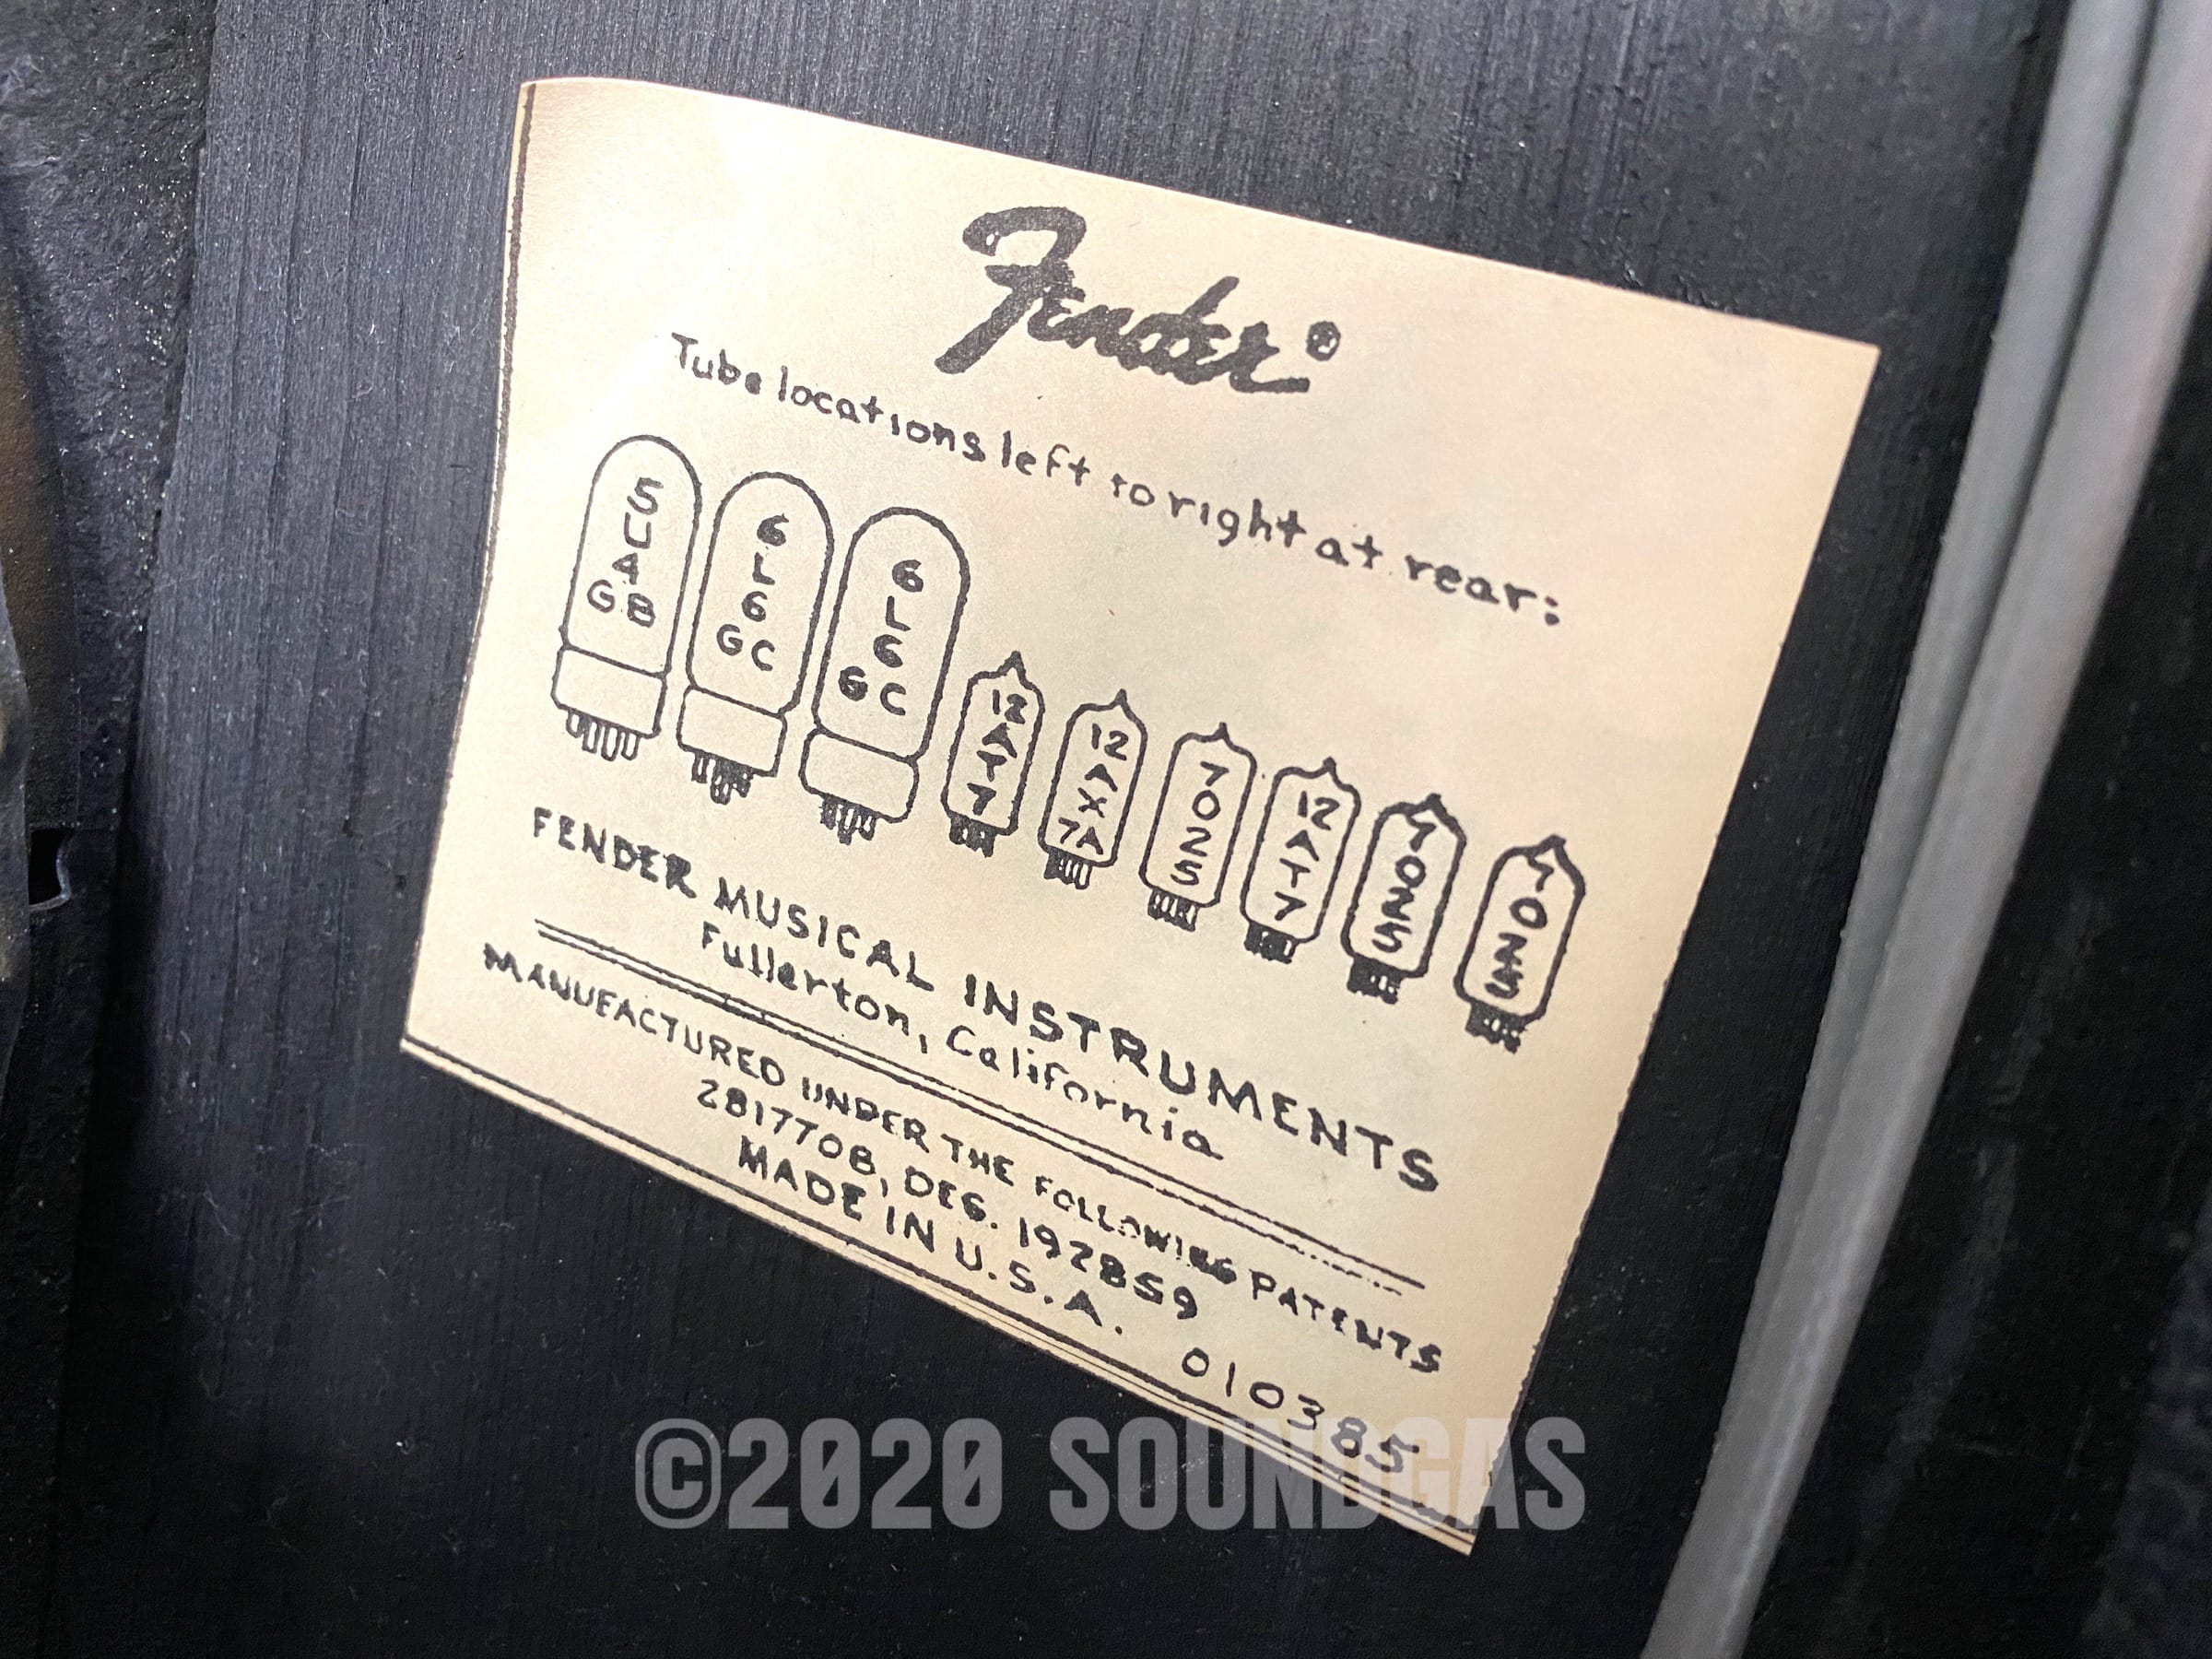 Fender®
Tube locations left to right at rear:
5U4GB 6L6GC 6L6GC 12AT7 12AX7A 7025 12AT7 7025 7025
FENDER MUSICAL INSTRUMENTS
Fullerton, California
MANUFACTURED UNDER THE FOLLOWING PATENTS
2817708, DES. 192859
MADE IN U.S.A.
010385
©2020 SOUNDGAS